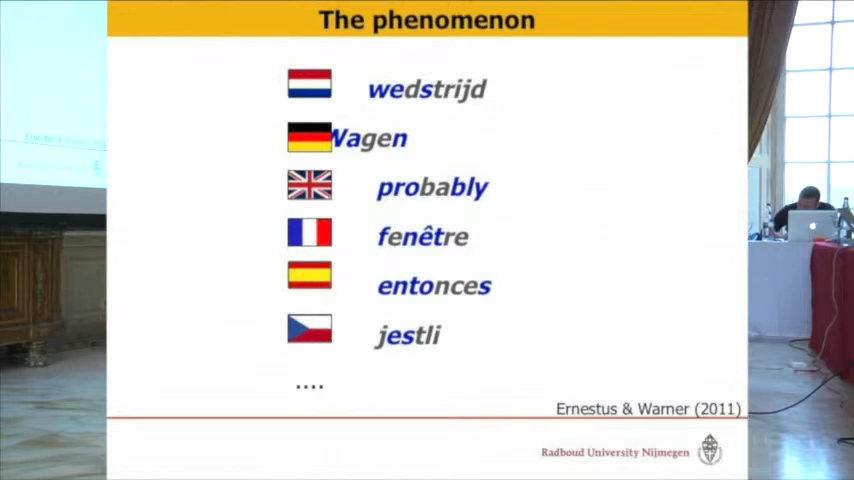 The phenomenon
wedstrijd
Wagen
probably
fenêtre
entonces
jestli
....
Ernestus & Warner (2011)
Radboud University Nijmegen